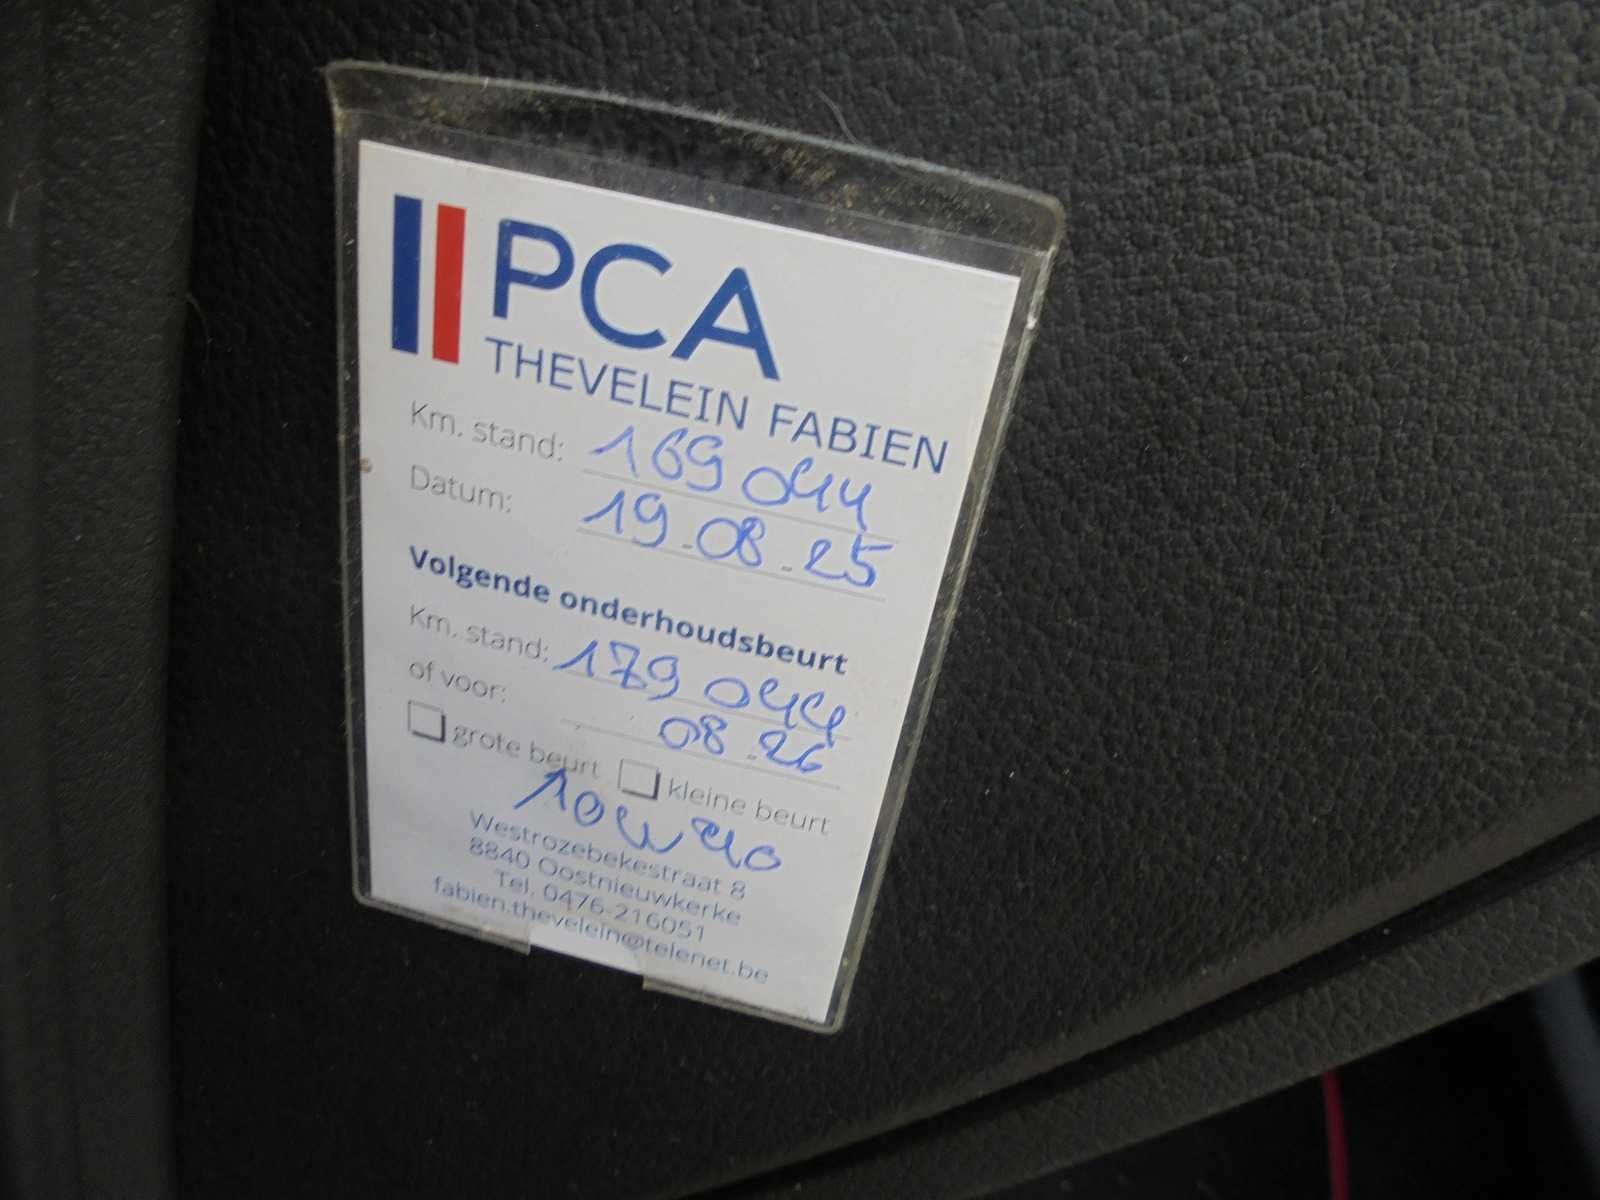 PCA
THEVELEIN FABIEN
Km. stand: 169 044
Datum: 19.08.25
Volgende onderhoudsbeurt
Km. stand: 179 044
of voor: 08.26
grote beurt kleine beurt
10W40
Westrozebekestraat 8
8840 Oostnieuwkerke
Tel. 0476-216051
fabien.thevelein@telenet.be